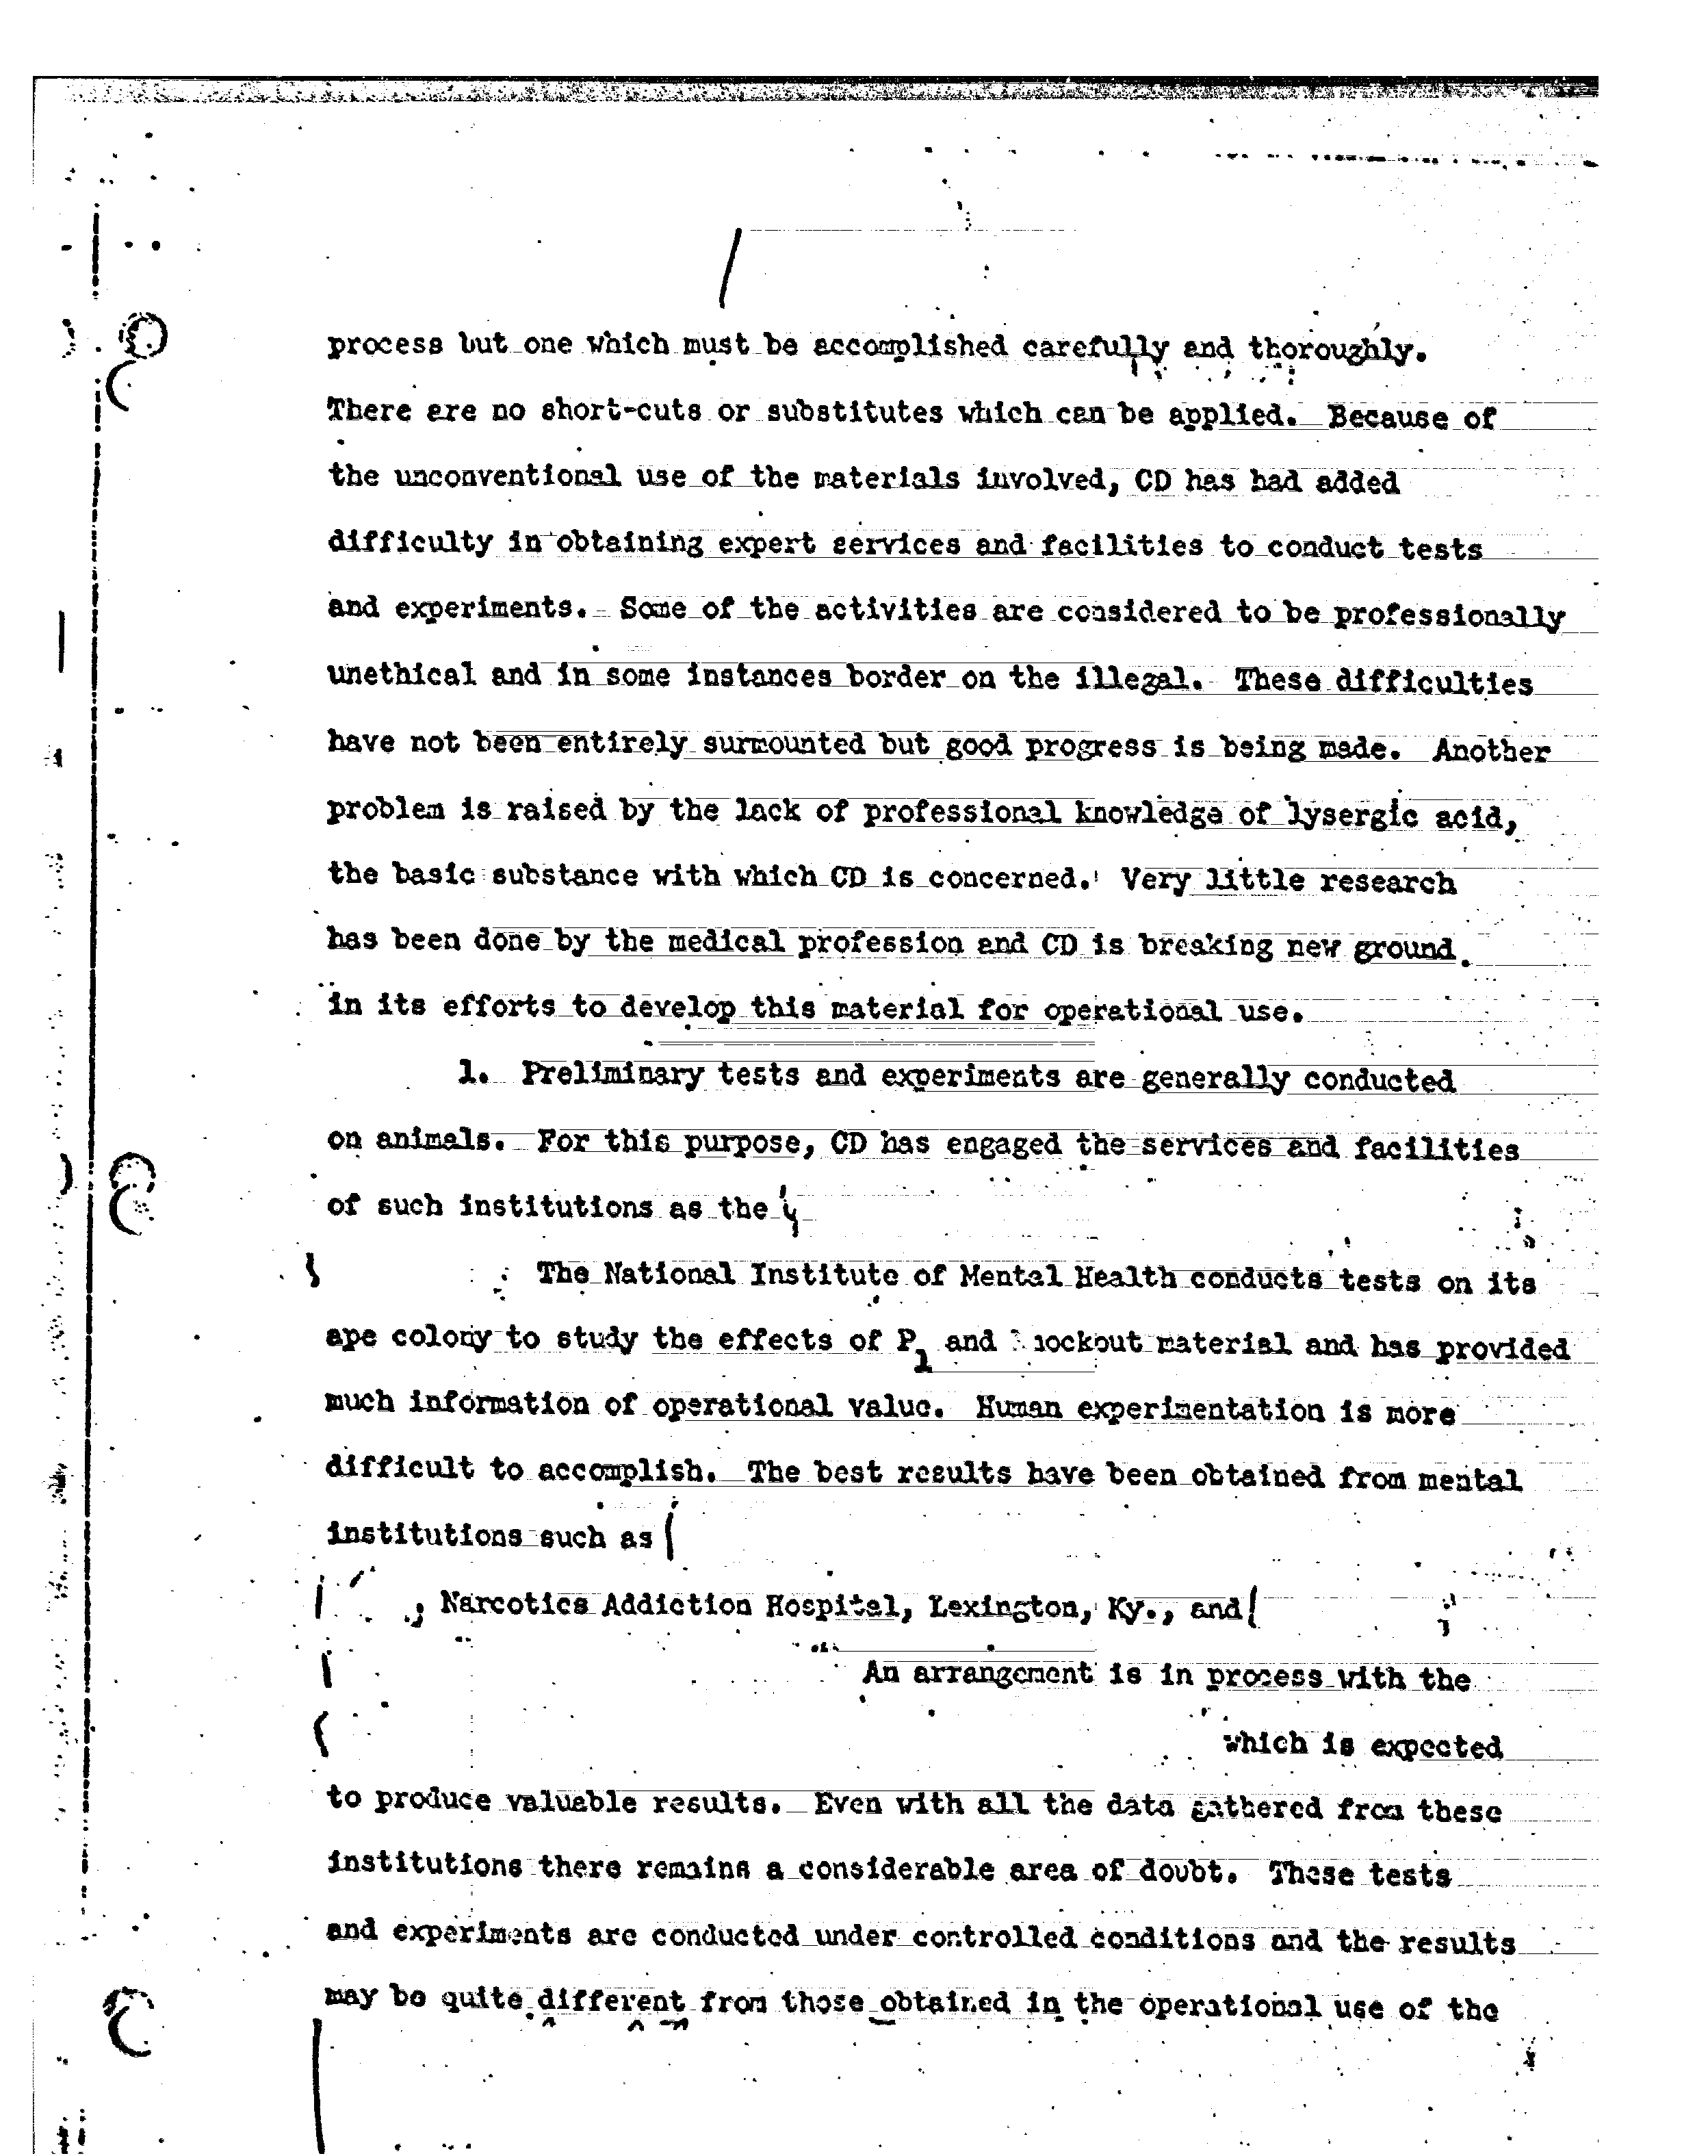 process but one which must be accomplished carefully and thoroughly.
There are no short-cuts or substitutes which can be applied. Because of
the unconventional use of the materials involved, CD has had added
difficulty in obtaining expert services and facilities to conduct tests
and experiments. Some of the activities are considered to be professionally
unethical and in some instances border on the illegal. These difficulties
have not been entirely surmounted but good progress is being made. Another
problem is raised by the lack of professional knowledge of lysergic acid,
the basic substance with which CD is concerned. Very little research
has been done by the medical profession and CD is breaking new ground
in its efforts to develop this material for operational use.
1. Preliminary tests and experiments are generally conducted
on animals. For this purpose, CD has engaged the services and facilities
of such institutions as the
The National Institute of Mental Health conducts tests on its
ape colony to study the effects of P1 and material and has provided
much information of operational value. Human experimentation is more
difficult to accomplish. The best results have been obtained from mental
institutions such as
; Narcotics Addiction Hospital, Lexington, Ky., and
An arrangement is in process with the
which is expected
to produce valuable results. Even with all the data gathered from these
institutions there remains a considerable area of doubt. These tests
and experiments are conducted under controlled conditions and the results
may be quite different from those obtained in the operational use of the